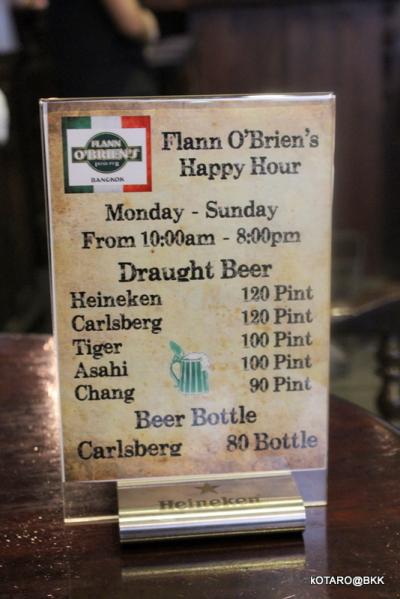 FLANN
O'BRIEN'S
BANGKOK
Flann O'Brien's
Happy Hour
Monday - Sunday
From 10:00am - 8:00pm
Draught Beer
Heineken 120 Pint
Carlsberg 120 Pint
Tiger 100 Pint
Asahi 100 Pint
Chang 90 Pint
Beer Bottle
Carlsberg 80 Bottle
Heineken
kOTARO@BKK